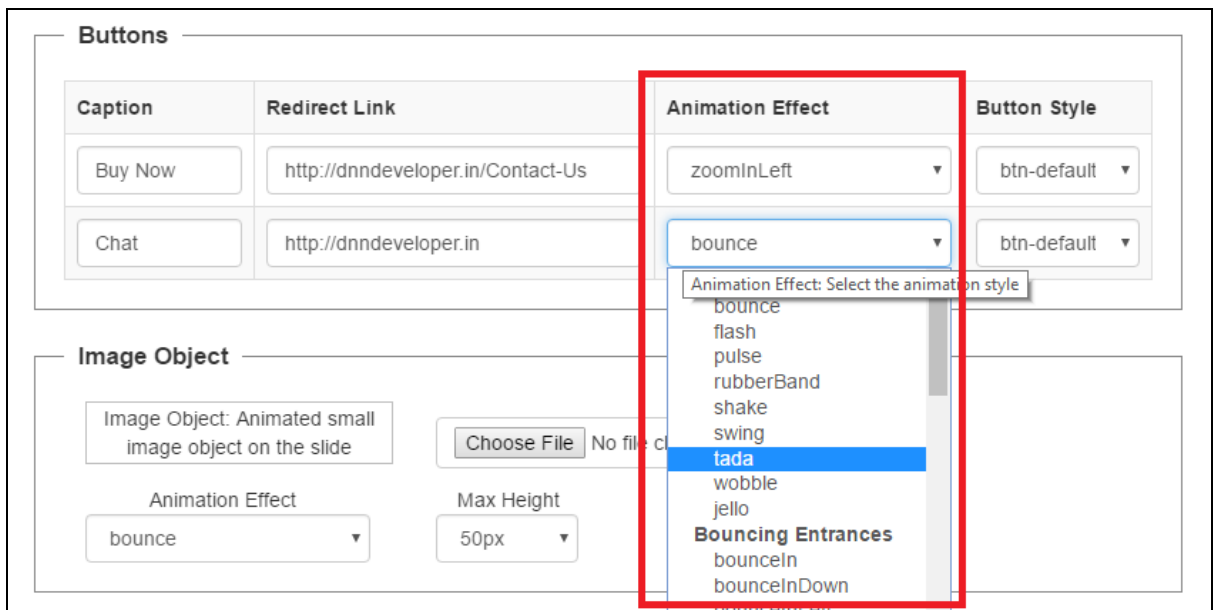 Buttons
Caption Redirect Link Animation Effect Button Style
Buy Now http://dnndeveloper.in/Contact-Us zoomInLeft btn-default
Chat http://dnndeveloper.in bounce btn-default
Animation Effect: Select the animation style
bounce
flash
pulse
rubberBand
shake
swing
tada
wobble
jello
Bouncing Entrances
bounceIn
bounceInDown
Image Object
Image Object: Animated small
image object on the slide
Choose File No file cl
Animation Effect Max Height
bounce 50px